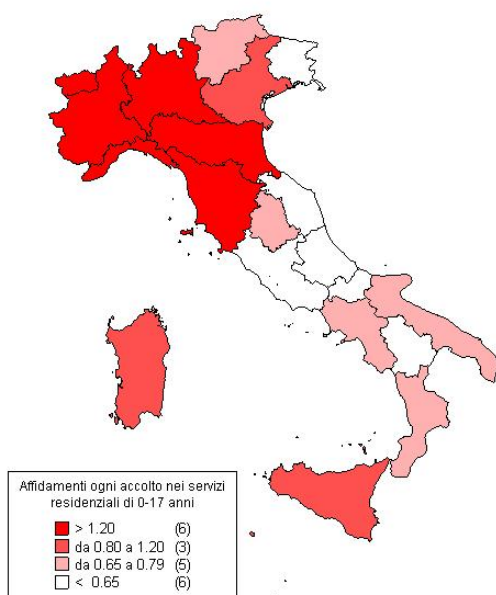 Affidamenti ogni accolto nei servizi
residenziali di 0-17 anni
> 1.20 (6)
da 0.80 a 1.20 (3)
da 0.65 a 0.79 (5)
< 0.65 (6)